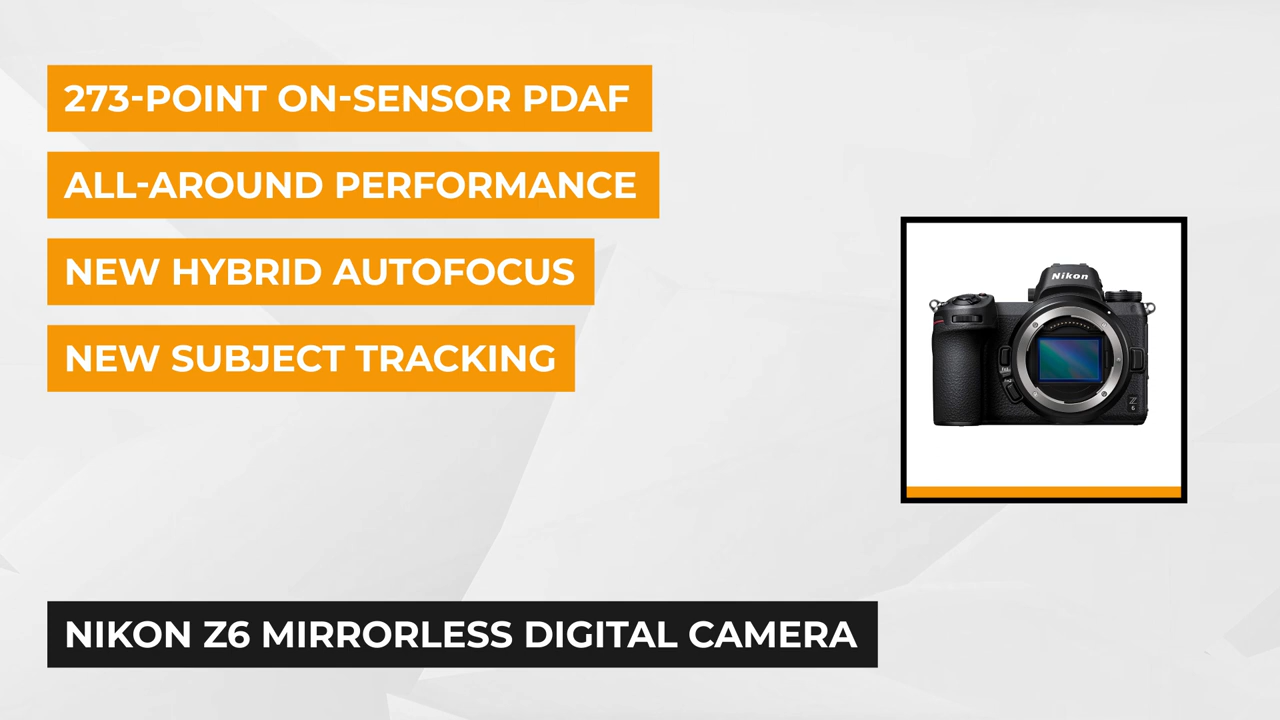 273-POINT ON-SENSOR PDAF
ALL-AROUND PERFORMANCE
NEW HYBRID AUTOFOCUS
NEW SUBJECT TRACKING
Nikon
Z
6
NIKON Z6 MIRRORLESS DIGITAL CAMERA